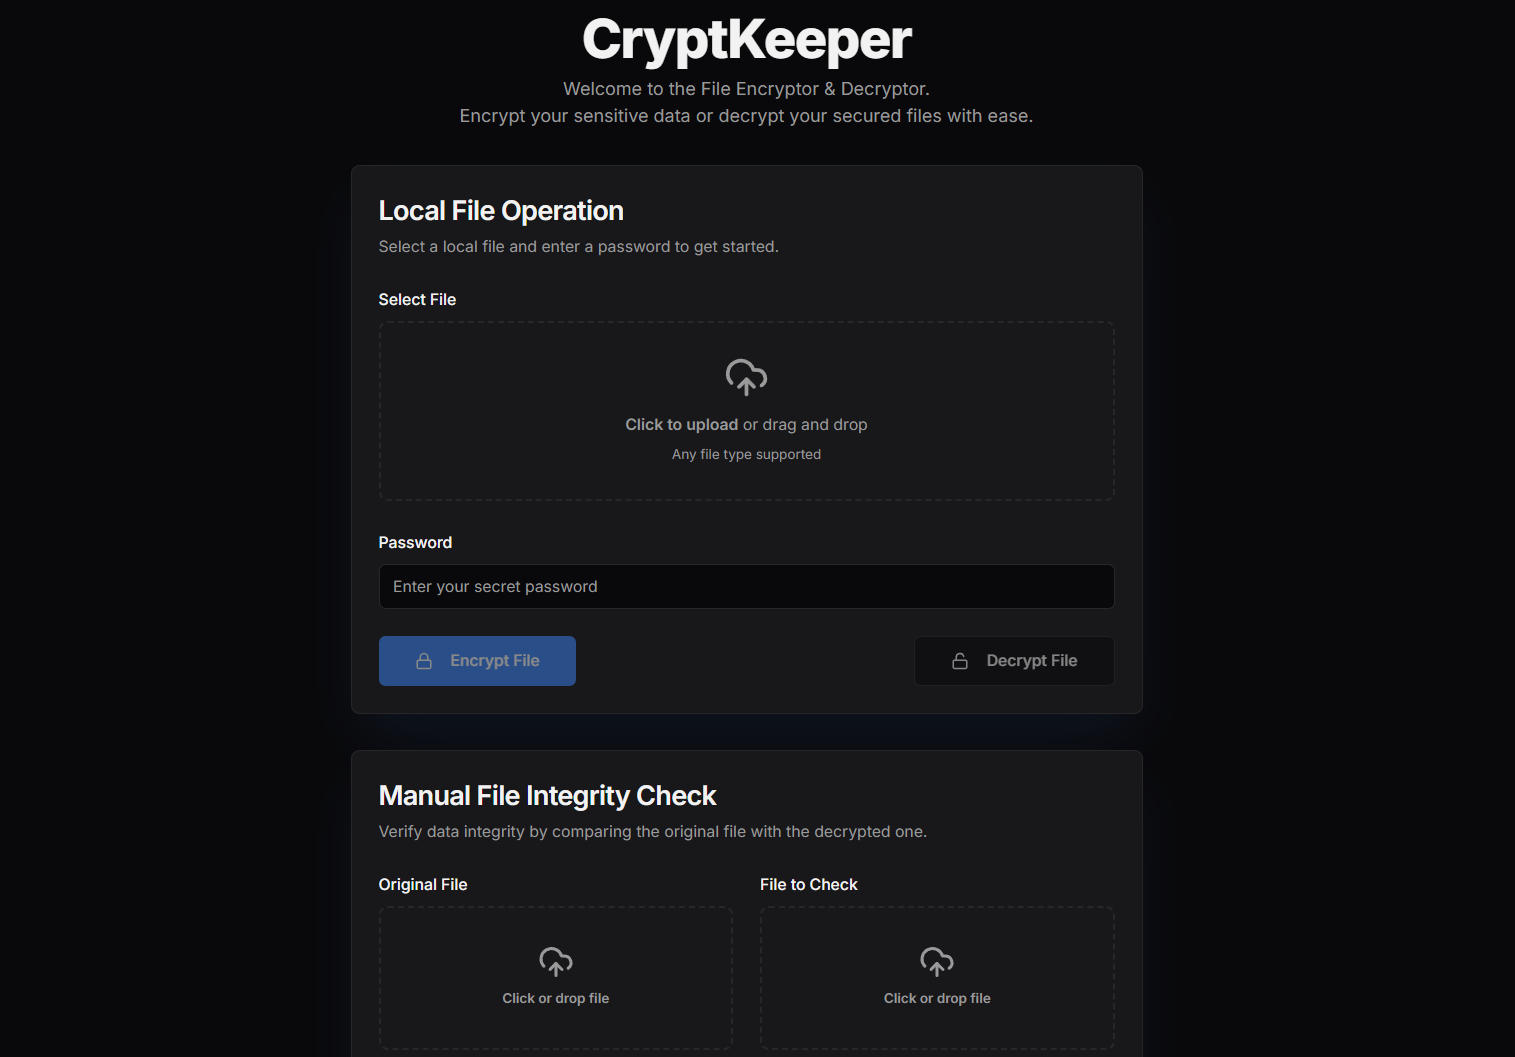 CryptKeeper
Welcome to the File Encryptor & Decryptor.
Encrypt your sensitive data or decrypt your secured files with ease.
Local File Operation
Select a local file and enter a password to get started.
Select File
Click to upload or drag and drop
Any file type supported
Password
Enter your secret password
Encrypt File
Decrypt File
Manual File Integrity Check
Verify data integrity by comparing the original file with the decrypted one.
Original File
File to Check
Click or drop file
Click or drop file